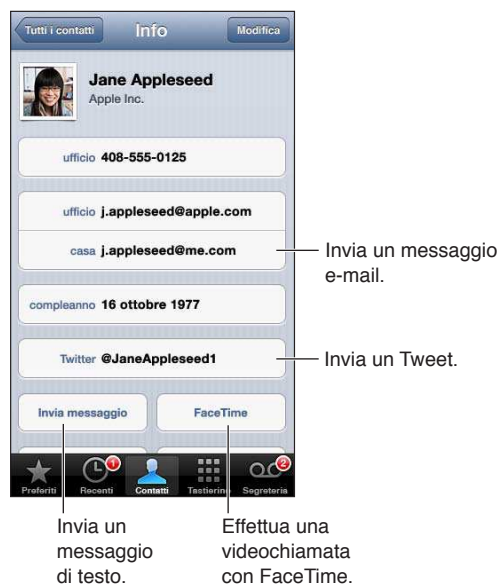 Tutti i contatti
Info
Modifica
Jane Appleseed
Apple Inc.
ufficio 408-555-0125
ufficio j.appleseed@apple.com
casa j.appleseed@me.com
Invia un messaggio
e-mail.
compleanno 16 ottobre 1977
Twitter @JaneAppleseed1
Invia un Tweet.
Invia messaggio
FaceTime
1
2
Preferiti
Recenti
Contatti
Tastierino
Segreteria
Invia un
messaggio
di testo.
Effettua una
videochiamata
con FaceTime.